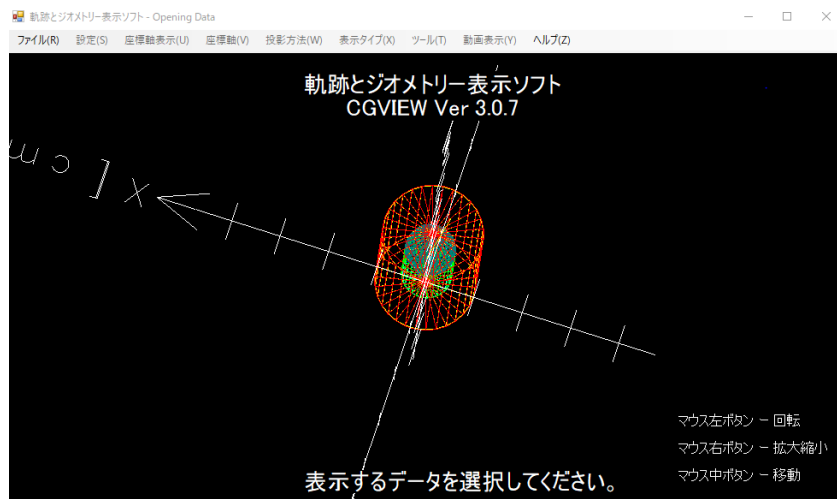 軌跡とジオメトリー表示ソフト - Opening Data
ファイル(R) 設定(S) 座標軸表示(U) 座標軸(V) 投影方法(W) 表示タイプ(X) ツール(T) 動画表示(Y) ヘルプ(Z)
軌跡とジオメトリー表示ソフト
CGVIEW Ver 3.0.7
X [cm
マウス左ボタン － 回転
マウス右ボタン － 拡大縮小
マウス中ボタン － 移動
表示するデータを選択してください。